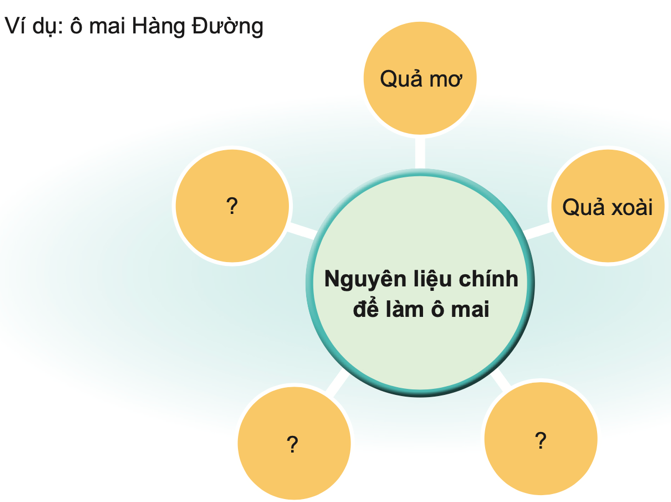 Ví dụ: ô mai Hàng Đường
Quả mơ
?
Quả xoài
Nguyên liệu chính
để làm ô mai
?
?